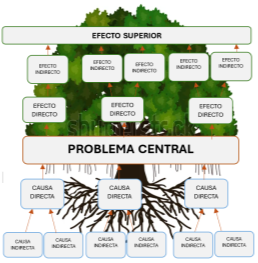 EFECTO SUPERIOR
EFECTO
INDIRECTO
EFECTO
INDIRECTO
EFECTO
INDIRECTO
EFECTO
INDIRECTO
EFECTO
INDIRECTO
EFECTO
DIRECTO
EFECTO
DIRECTO
EFECTO
DIRECTO
PROBLEMA CENTRAL
CAUSA
DIRECTA
CAUSA
DIRECTA
CAUSA
DIRECTA
CAUSA
INDIRECTA
CAUSA
INDIRECTA
CAUSA
INDIRECTA
CAUSA
INDIRECTA
CAUSA
INDIRECTA
CAUSA
INDIRECTA